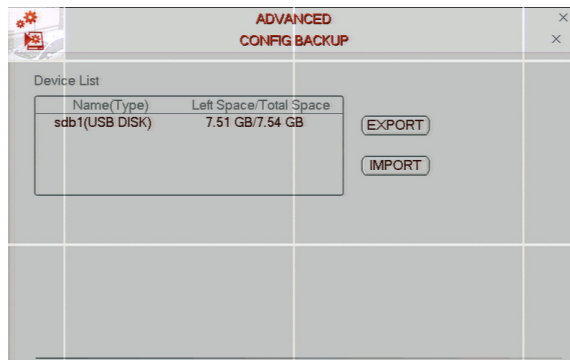 ADVANCED
CONFIG BACKUP
Device List
Name(Type) Left Space/Total Space
sdb1(USB DISK) 7.51 GB/7.54 GB
EXPORT
IMPORT